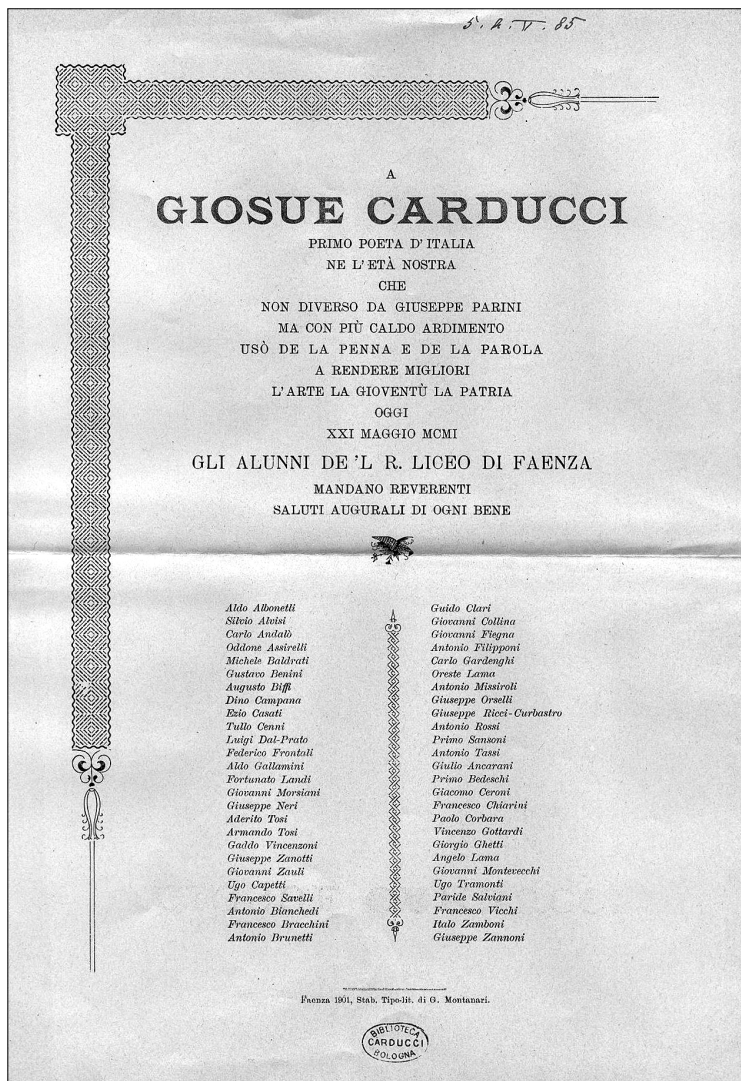 5. A. V. 85
A
GIOSUE CARDUCCI
PRIMO POETA D' ITALIA
NE L' ETÀ NOSTRA
CHE
NON DIVERSO DA GIUSEPPE PARINI
MA CON PIÙ CALDO ARDIMENTO
USÒ DE LA PENNA E DE LA PAROLA
A RENDERE MIGLIORI
L'ARTE LA GIOVENTÙ LA PATRIA
OGGI
XXI MAGGIO MCMI
GLI ALUNNI DE 'L R. LICEO DI FAENZA
MANDANO REVERENTI
SALUTI AUGURALI DI OGNI BENE
Aldo Albonetti
Silvio Alvisi
Carlo Andalò
Oddone Assirelli
Michele Baldrati
Gustavo Benini
Augusto Biffi
Dino Campana
Ezio Casati
Tullo Cenni
Luigi Dal-Prato
Federico Frontali
Aldo Gallamini
Fortunato Landi
Giovanni Morsiani
Giuseppe Neri
Aderito Tosi
Armando Tosi
Gaddo Vincenzoni
Giuseppe Zanotti
Giovanni Zauli
Ugo Capetti
Francesco Savelli
Antonio Bianchedi
Francesco Bracchini
Antonio Brunetti
Guido Clari
Giovanni Collina
Giovanni Fiegna
Antonio Filipponi
Carlo Gardenghi
Oreste Lama
Antonio Missiroli
Giuseppe Orselli
Giuseppe Ricci-Curbastro
Antonio Rossi
Primo Sansoni
Antonio Tassi
Giulio Ancarani
Primo Bedeschi
Giacomo Ceroni
Francesco Chiarini
Paolo Corbara
Vincenzo Gottardi
Giorgio Ghetti
Angelo Lama
Giovanni Montevecchi
Ugo Tramonti
Paride Salviani
Francesco Vicchi
Italo Zamboni
Giuseppe Zannoni
Faenza 1901, Stab. Tipo-lit. di G. Montanari.
BIBLIOTECA
CARDUCCI
BOLOGNA